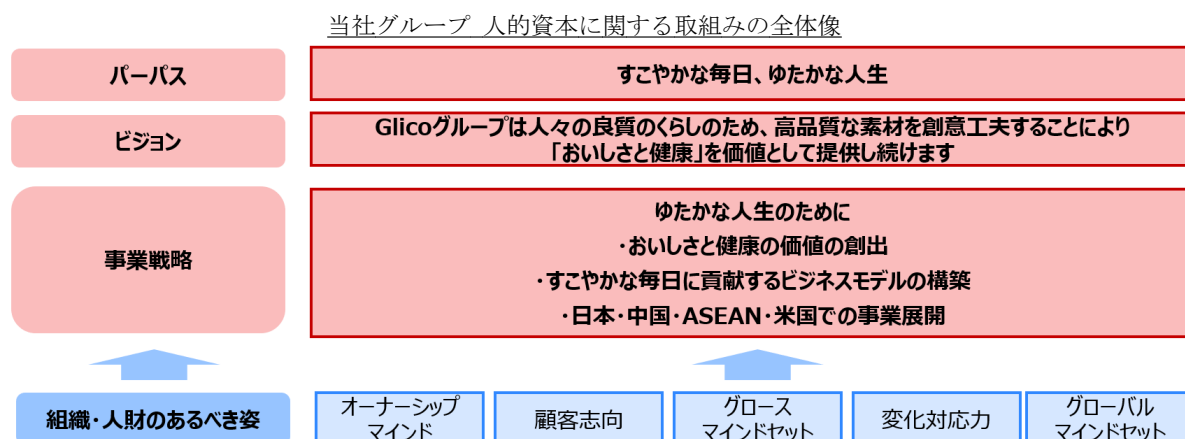 当社グループ 人的資本に関する取組みの全体像
パーパス
すこやかな毎日、ゆたかな人生
ビジョン
Glicoグループは人々の良質のくらしのため、高品質な素材を創意工夫することにより
「おいしさと健康」を価値として提供し続けます
事業戦略
ゆたかな人生のために
・おいしさと健康の価値の創出
・すこやかな毎日に貢献するビジネスモデルの構築
・日本・中国・ASEAN・米国での事業展開
組織・人財のあるべき姿
オーナーシップ
マインド
顧客志向
グロース
マインドセット
変化対応力
グローバル
マインドセット